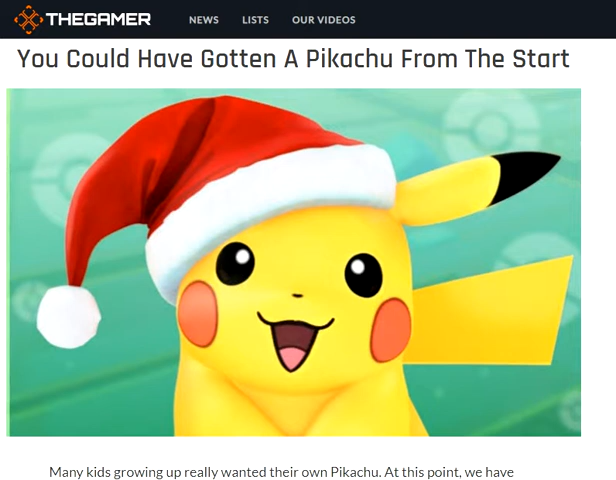 THEGAMER NEWS LISTS OUR VIDEOS
You Could Have Gotten A Pikachu From The Start
Many kids growing up really wanted their own Pikachu. At this point, we have